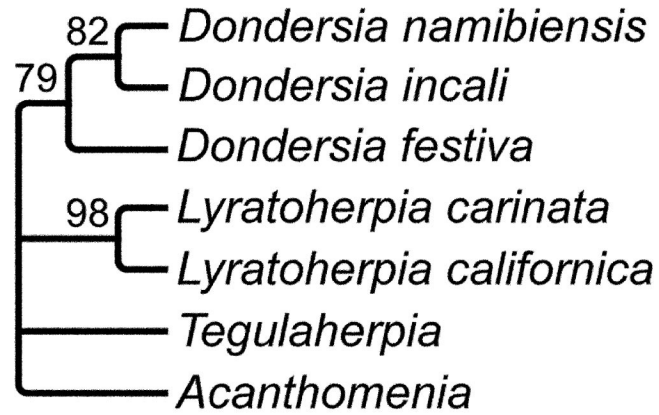 82
Dondersia namibiensis
79
Dondersia incali
Dondersia festiva
98
Lyratoherpia carinata
Lyratoherpia californica
Tegulaherpia
Acanthomenia